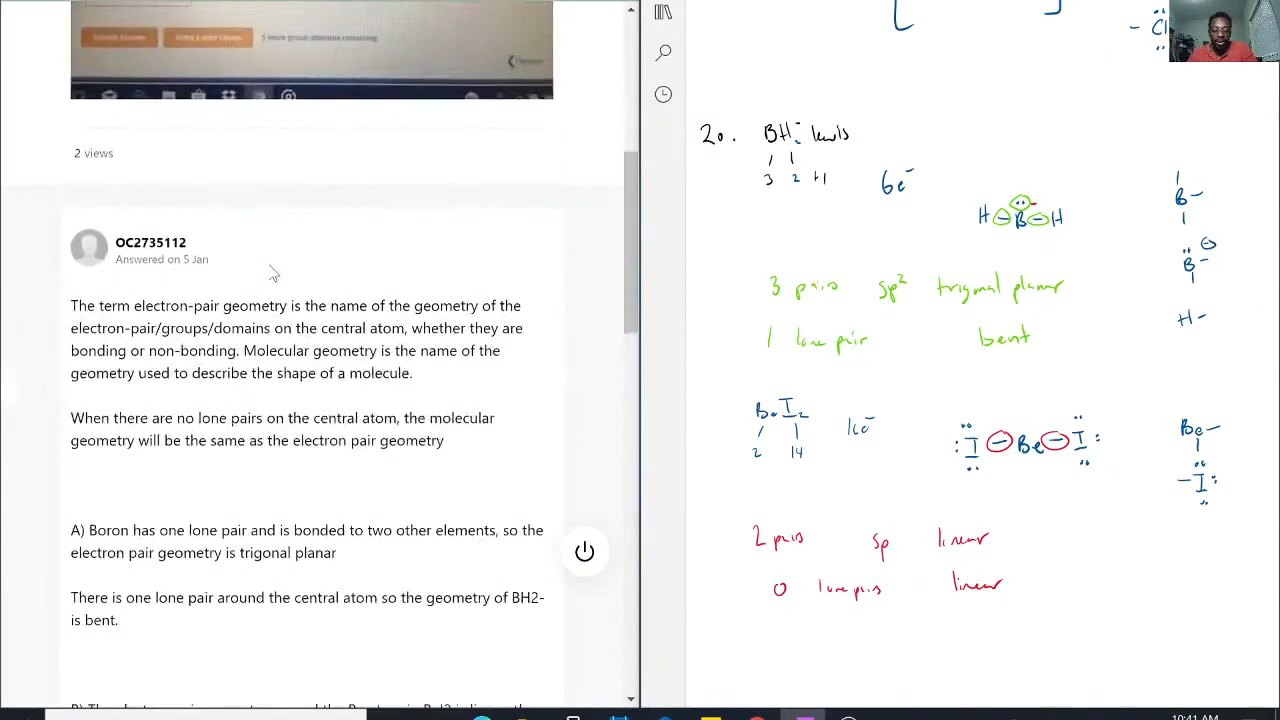 2 views
OC2735112
Answered on 5 Jan
The term electron-pair geometry is the name of the geometry of the
electron-pair/groups/domains on the central atom, whether they are
bonding or non-bonding. Molecular geometry is the name of the
geometry used to describe the shape of a molecule.
When there are no lone pairs on the central atom, the molecular
geometry will be the same as the electron pair geometry
A) Boron has one lone pair and is bonded to two other elements, so the
electron pair geometry is trigonal planar
There is one lone pair around the central atom so the geometry of BH2-
is bent.
- Cl
20. BH2- lewis
3 2 +1 6e-
H - B - H
B -
B -
H -
3 pairs sp² trigonal planar
1 lone pair bent
BeI2
2 14 16e-
I - Be - I
Be -
- I
2 pairs sp linear
0 lone pairs linear
10:41 AM